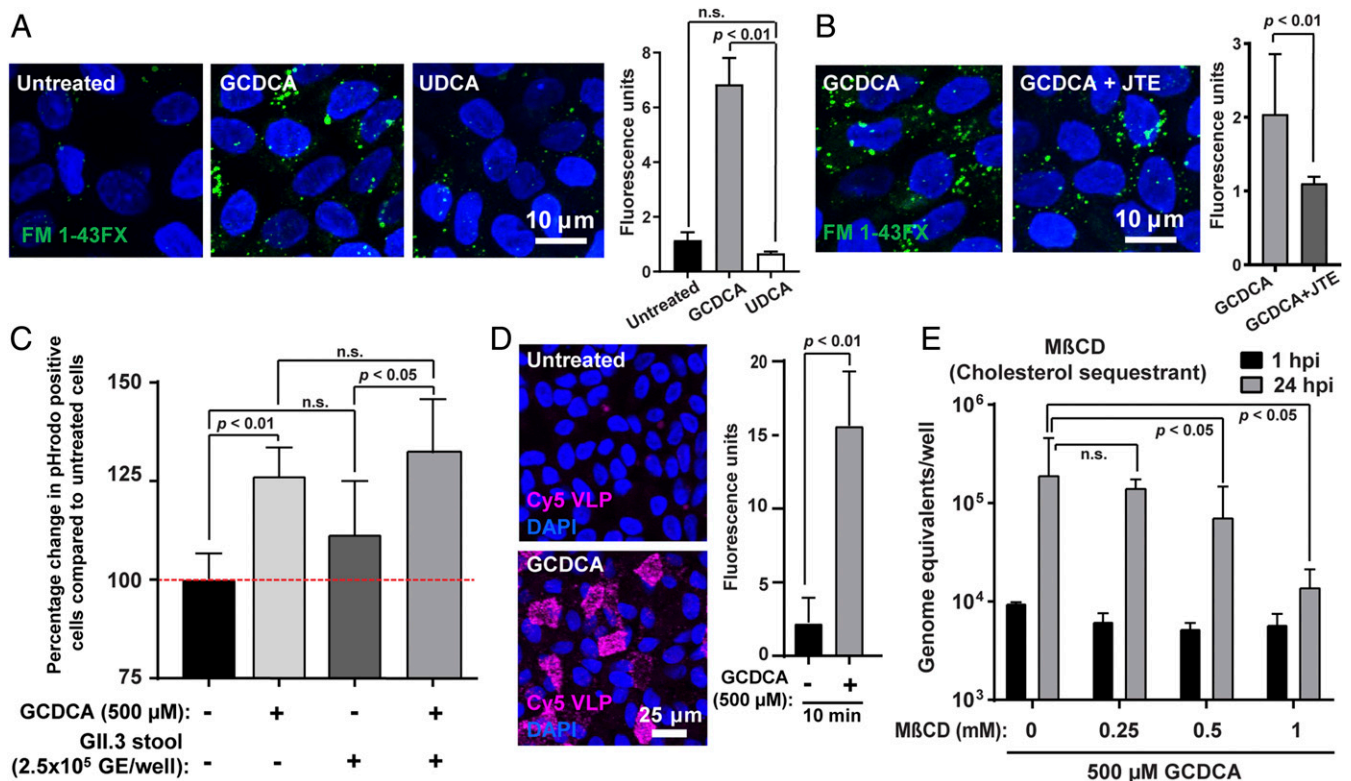 A
Untreated
GCDCA
UDCA
FM 1-43FX
10 µm
n.s.
p < 0.01
Fluorescence units
8
6
4
2
0
Untreated
GCDCA
UDCA
B
GCDCA
GCDCA + JTE
FM 1-43FX
10 µm
p < 0.01
Fluorescence units
3
2
1
0
GCDCA
GCDCA+JTE
C
Percentage change in pHrodo positive
cells compared to untreated cells
150
125
100
75
n.s.
p < 0.05
n.s.
p < 0.01
GCDCA (500 µM): - + - +
GII.3 stool
(2.5x10⁵ GE/well): - - + +
D
Untreated
Cy5 VLP
DAPI
GCDCA
Cy5 VLP
DAPI
25 µm
p < 0.01
Fluorescence units
20
15
10
5
0
GCDCA - +
(500 µM): 10 min
E
MßCD
(Cholesterol sequestrant)
1 hpi
24 hpi
p < 0.05
p < 0.05
n.s.
Genome equivalents/well
10⁶
10⁵
10⁴
10³
MßCD (mM): 0 0.25 0.5 1
500 µM GCDCA